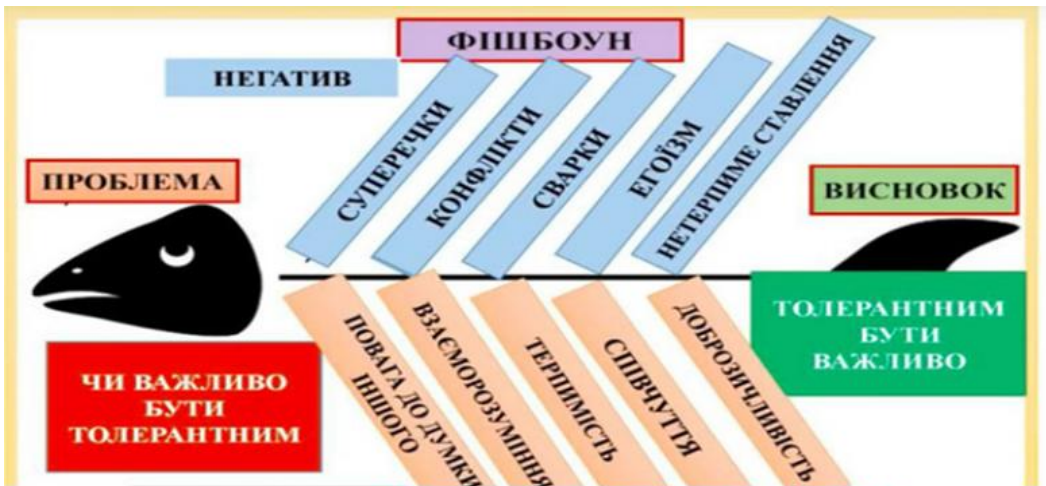 ФІШБОУН
НЕГАТИВ
СУПЕРЕЧКИ
КОНФЛІКТИ
СВАРКИ
ЕГОЇЗМ
НЕТЕРПИМЕ СТАВЛЕННЯ
ПРОБЛЕМА
ВИСНОВОК
ЧИ ВАЖЛИВО
БУТИ
ТОЛЕРАНТНИМ
ПОВАГА ДО ДУМКИ
ІНШОГО
ВЗАЄМОРОЗУМІННЯ
ТЕРПИМІСТЬ
СПІВЧУТТЯ
ДОБРОЗИЧЛИВІСТЬ
ТОЛЕРАНТНИМ
БУТИ
ВАЖЛИВО